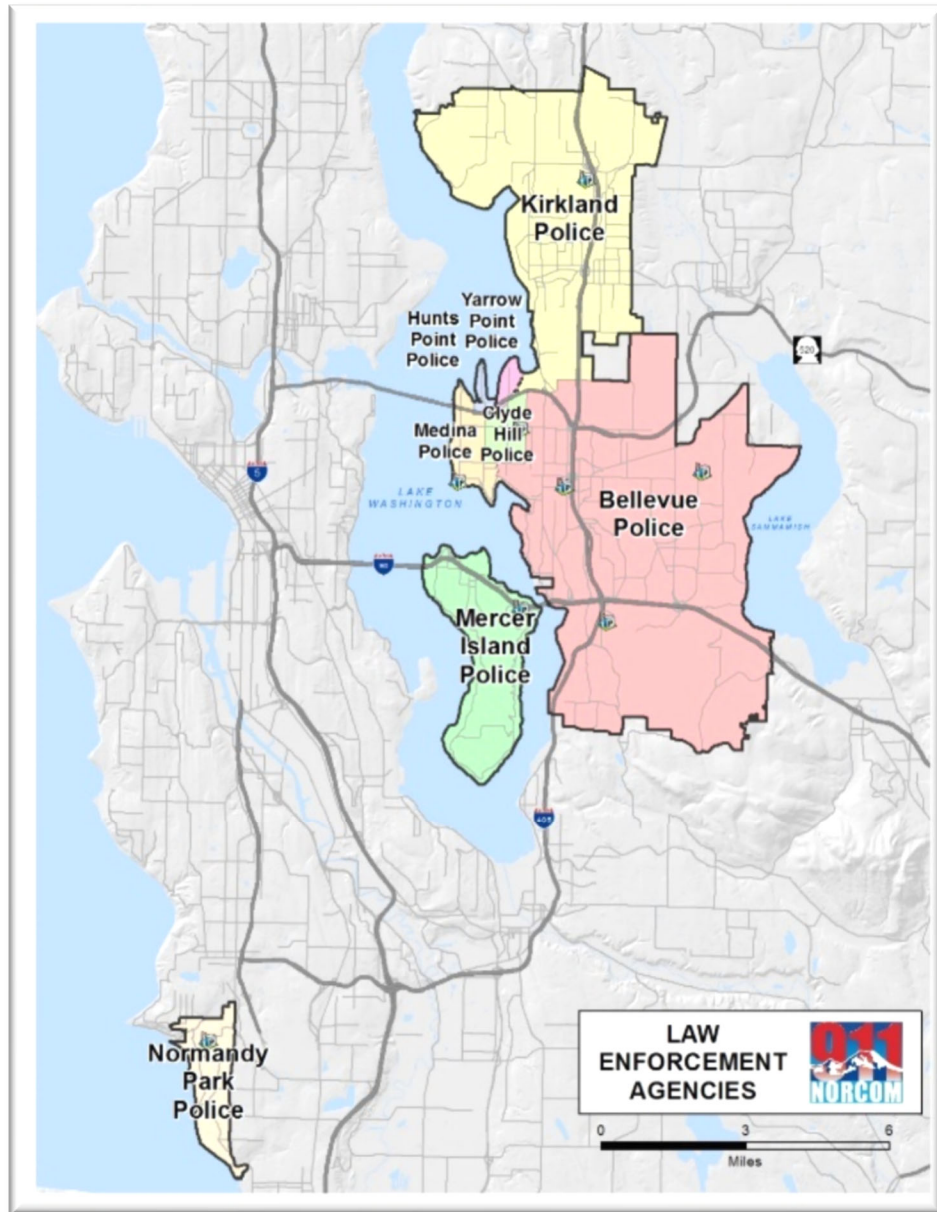 Kirkland
Police
Yarrow
Point
Police
Hunts
Point
Police
Clyde
Hill
Police
Medina
Police
LAKE
WASHINGTON
Bellevue
Police
LAKE
SAMMAMISH
520
5
90
Mercer
Island
Police
405
Normandy
Park
Police
LAW
ENFORCEMENT
AGENCIES
911
NORCOM
0 3 6
Miles